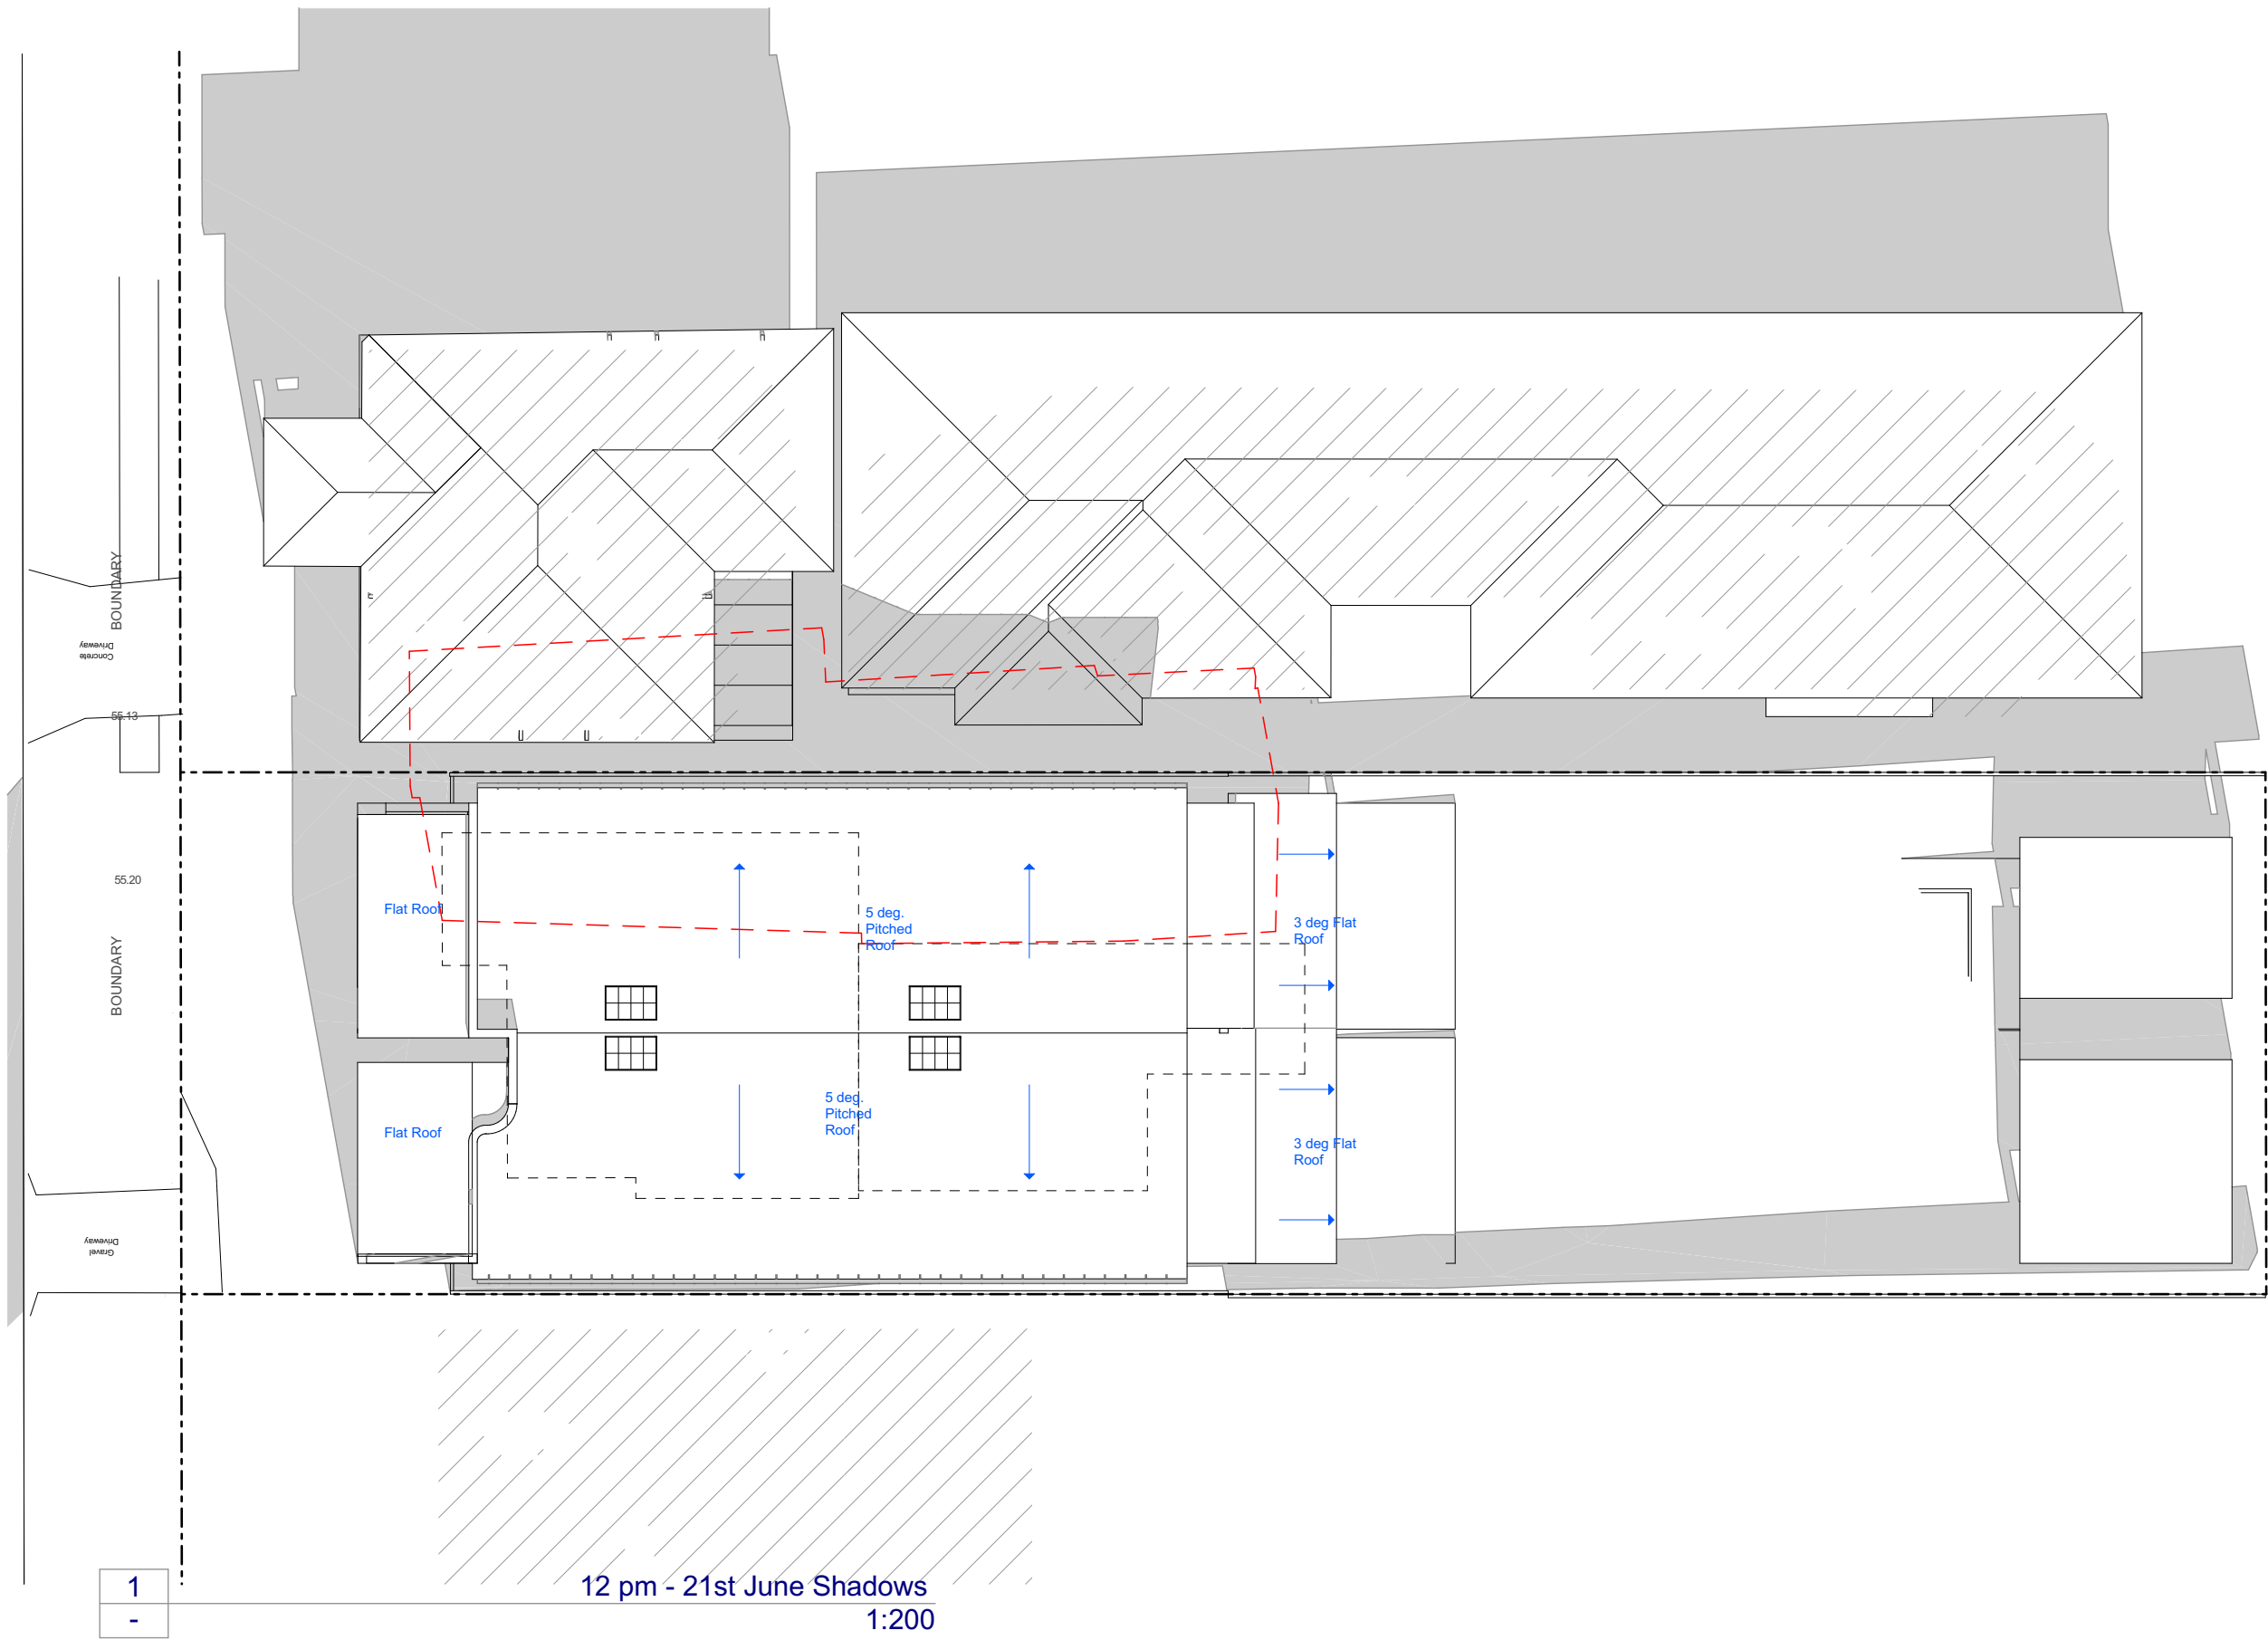 BOUNDARY
Concrete
Driveway
55.13
55.20
BOUNDARY
Gravel
Driveway
Flat Roof
5 deg.
Pitched
Roof
3 deg Flat
Roof
Flat Roof
5 deg.
Pitched
Roof
3 deg Flat
Roof
1
-
12 pm - 21st June Shadows
1:200